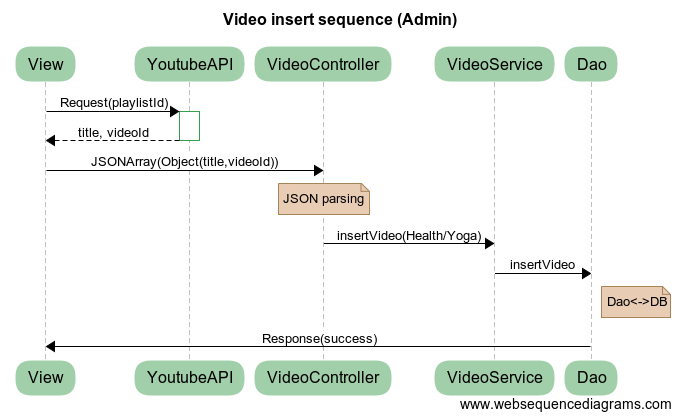 Video insert sequence (Admin)
View YoutubeAPI VideoController VideoService Dao
Request(playlistId)
title, videoId
JSONArray(Object(title,videoId))
JSON parsing
insertVideo(Health/Yoga)
insertVideo
Dao<->DB
Response(success)
View YoutubeAPI VideoController VideoService Dao
www.websequencediagrams.com